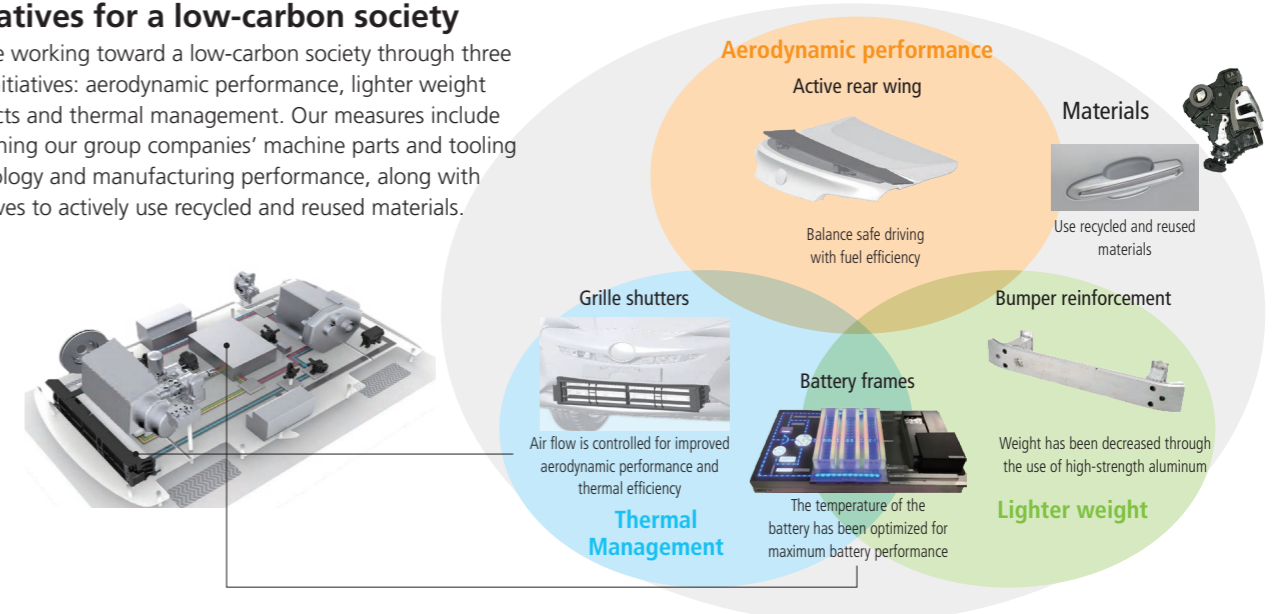 atives for a low-carbon society
e working toward a low-carbon society through three
itiatives: aerodynamic performance, lighter weight
cts and thermal management. Our measures include
ning our group companies’ machine parts and tooling
ology and manufacturing performance, along with
ves to actively use recycled and reused materials.
Aerodynamic performance
Active rear wing
Balance safe driving
with fuel efficiency
Materials
Use recycled and reused
materials
Grille shutters
Air flow is controlled for improved
aerodynamic performance and
thermal efficiency
Thermal
Management
Battery frames
The temperature of the
battery has been optimized for
maximum battery performance
Bumper reinforcement
Weight has been decreased through
the use of high-strength aluminum
Lighter weight